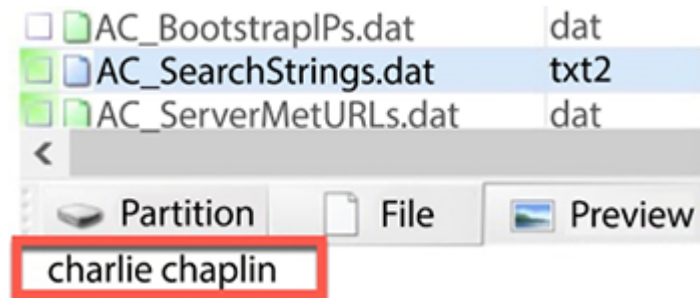 AC_BootstrapIPs.dat dat
AC_SearchStrings.dat txt2
AC_ServerMetURLs.dat dat
Partition File Preview
charlie chaplin